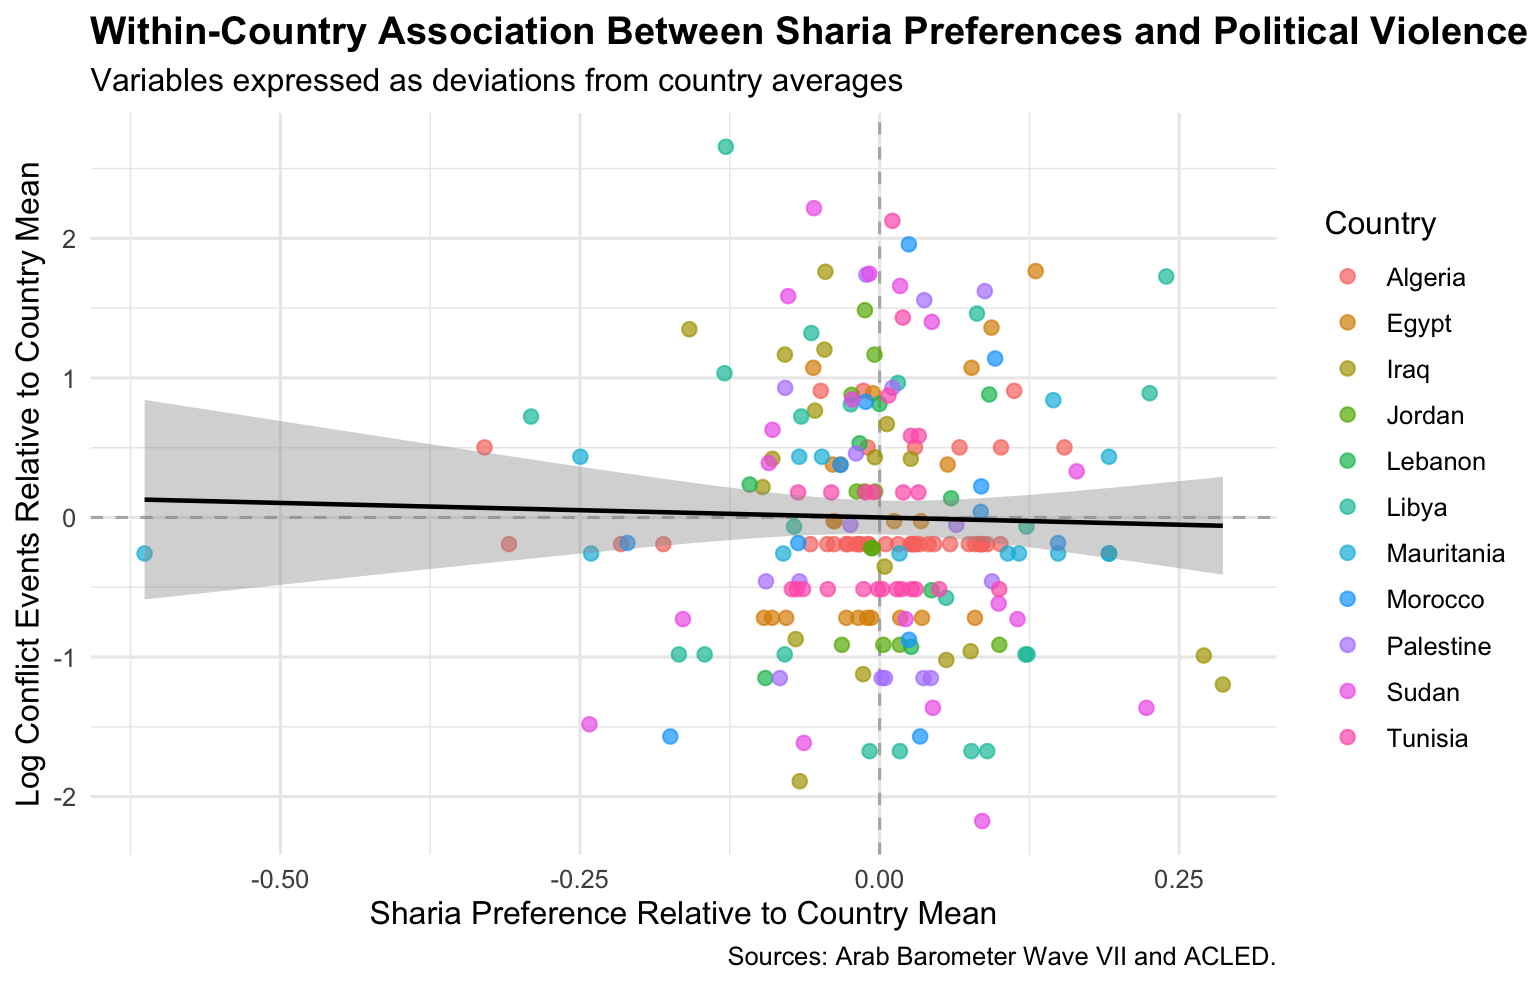 Within-Country Association Between Sharia Preferences and Political Violence
Variables expressed as deviations from country averages
Log Conflict Events Relative to Country Mean
2
1
0
-1
-2
-0.50
-0.25
0.00
0.25
Sharia Preference Relative to Country Mean
Country
Algeria
Egypt
Iraq
Jordan
Lebanon
Libya
Mauritania
Morocco
Palestine
Sudan
Tunisia
Sources: Arab Barometer Wave VII and ACLED.